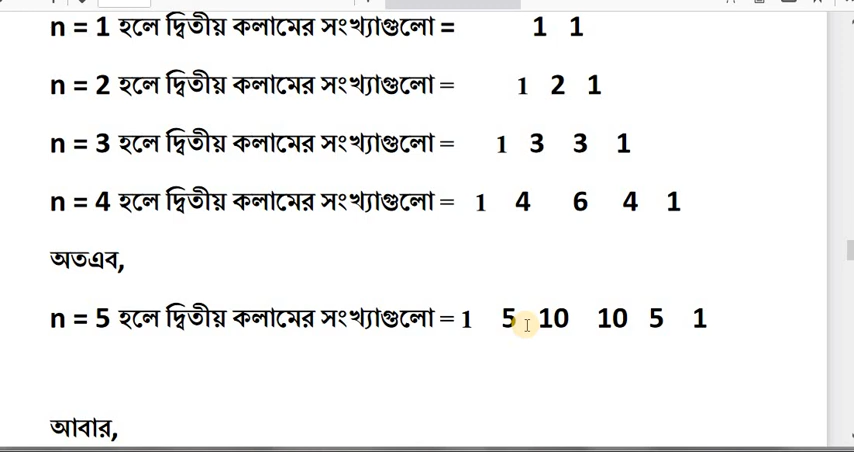 n = 1 হলে দ্বিতীয় কলামের সংখ্যাগুলো = 1 1
n = 2 হলে দ্বিতীয় কলামের সংখ্যাগুলো = 1 2 1
n = 3 হলে দ্বিতীয় কলামের সংখ্যাগুলো = 1 3 3 1
n = 4 হলে দ্বিতীয় কলামের সংখ্যাগুলো = 1 4 6 4 1
অতএব,
n = 5 হলে দ্বিতীয় কলামের সংখ্যাগুলো = 1 5 10 10 5 1
আবার,